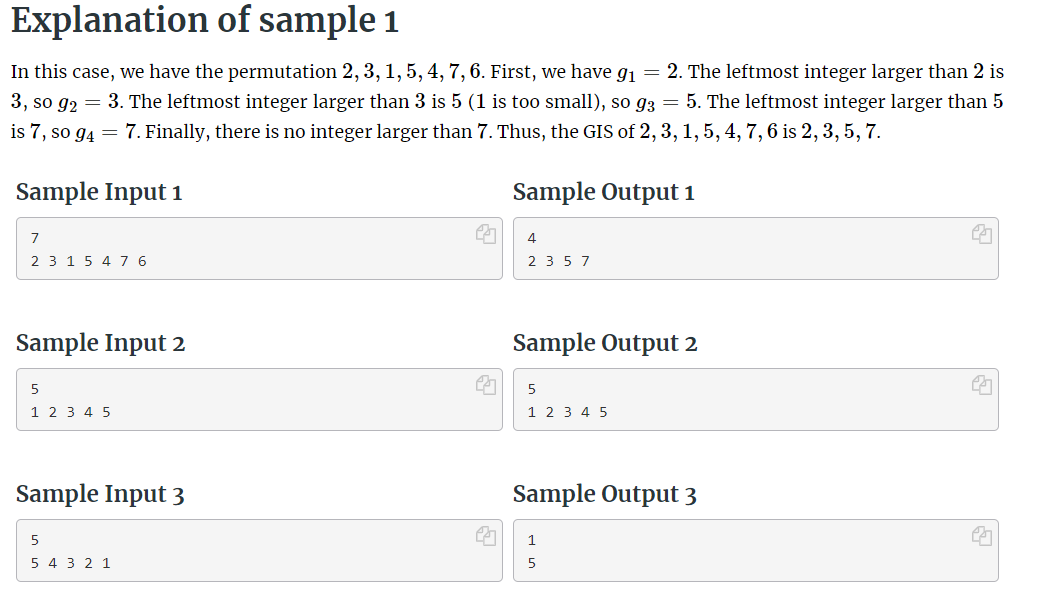 Explanation of sample 1
In this case, we have the permutation 2, 3, 1, 5, 4, 7, 6. First, we have g₁ = 2. The leftmost integer larger than 2 is
3, so g₂ = 3. The leftmost integer larger than 3 is 5 (1 is too small), so g₃ = 5. The leftmost integer larger than 5
is 7, so g₄ = 7. Finally, there is no integer larger than 7. Thus, the GIS of 2, 3, 1, 5, 4, 7, 6 is 2, 3, 5, 7.
Sample Input 1
7
2 3 1 5 4 7 6
Sample Output 1
4
2 3 5 7
Sample Input 2
5
1 2 3 4 5
Sample Output 2
5
1 2 3 4 5
Sample Input 3
5
5 4 3 2 1
Sample Output 3
1
5